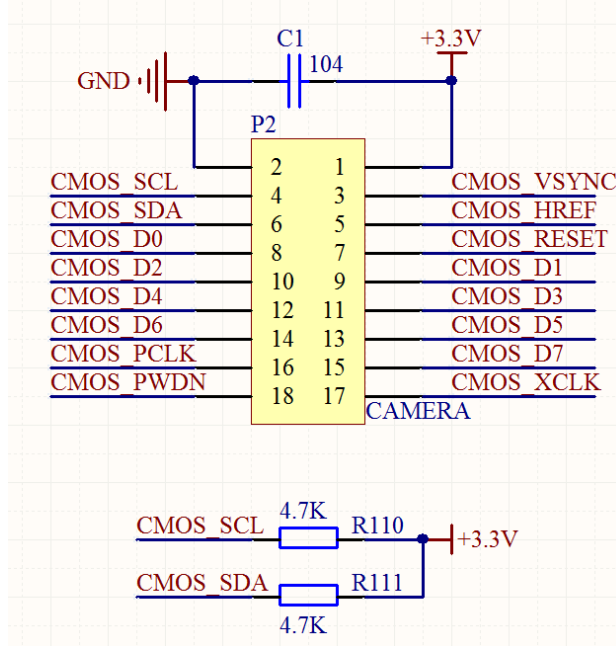 C1
+3.3V
104
GND
P2
2 1
CMOS_SCL 4 3 CMOS_VSYNC
CMOS_SDA 6 5 CMOS_HREF
CMOS_D0 8 7 CMOS_RESET
CMOS_D2 10 9 CMOS_D1
CMOS_D4 12 11 CMOS_D3
CMOS_D6 14 13 CMOS_D5
CMOS_PCLK 16 15 CMOS_D7
CMOS_PWDN 18 17 CMOS_XCLK
CAMERA
4.7K
CMOS_SCL R110
+3.3V
CMOS_SDA R111
4.7K